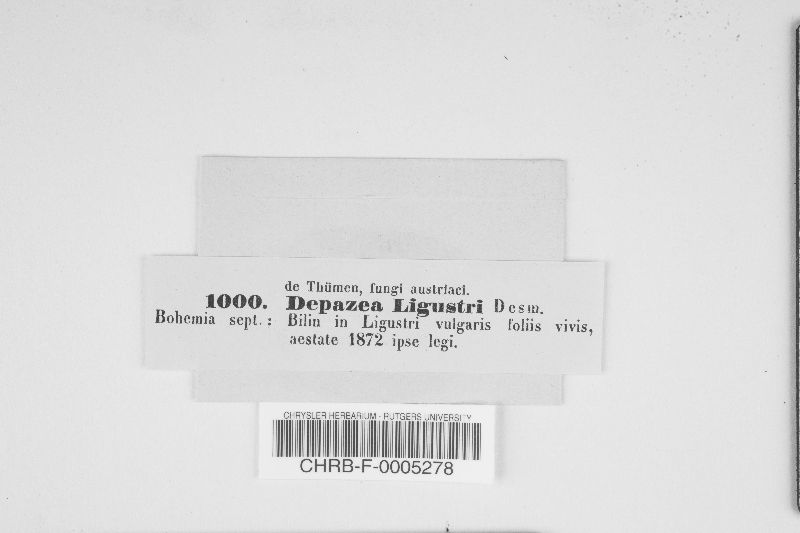 de Thümen, fungi austriaci.
1000. Depazea Ligustri Desm.
Bohemia sept.: Bilin in Ligustri vulgaris foliis vivis,
aestate 1872 ipse legi.
CHRYSLER HERBARIUM - RUTGERS UNIVERSITY
CHRB-F-0005278